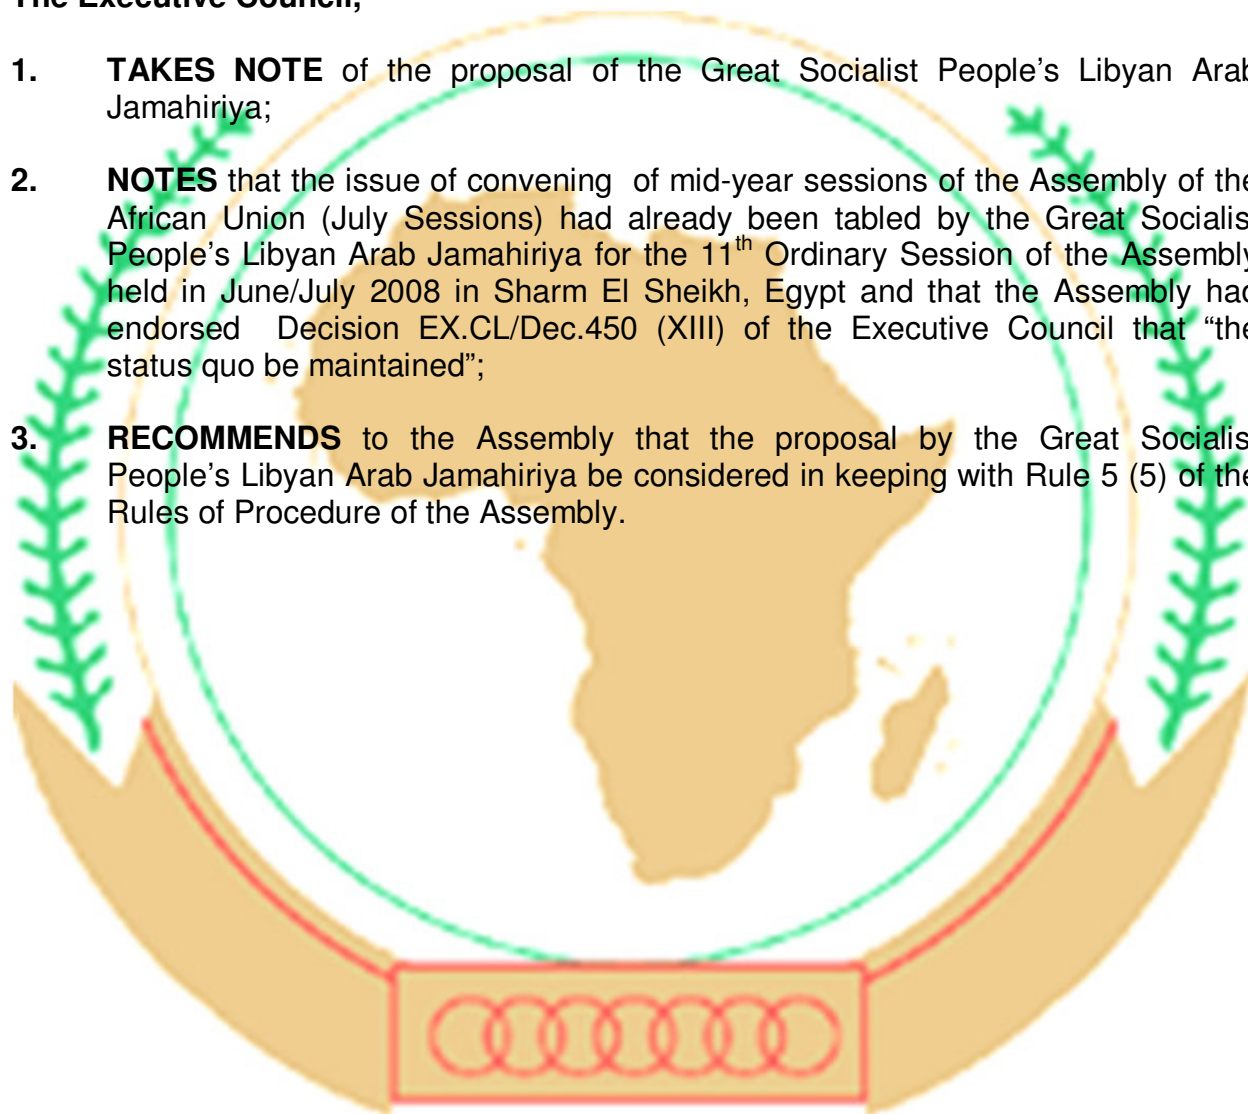 The Executive Council,
1. TAKES NOTE of the proposal of the Great Socialist People's Libyan Arab
Jamahiriya;
2. NOTES that the issue of convening of mid-year sessions of the Assembly of the
African Union (July Sessions) had already been tabled by the Great Socialist
People's Libyan Arab Jamahiriya for the 11th Ordinary Session of the Assembly
held in June/July 2008 in Sharm El Sheikh, Egypt and that the Assembly had
endorsed Decision EX.CL/Dec.450 (XIII) of the Executive Council that “the
status quo be maintained”;
3. RECOMMENDS to the Assembly that the proposal by the Great Socialist
People's Libyan Arab Jamahiriya be considered in keeping with Rule 5 (5) of the
Rules of Procedure of the Assembly.